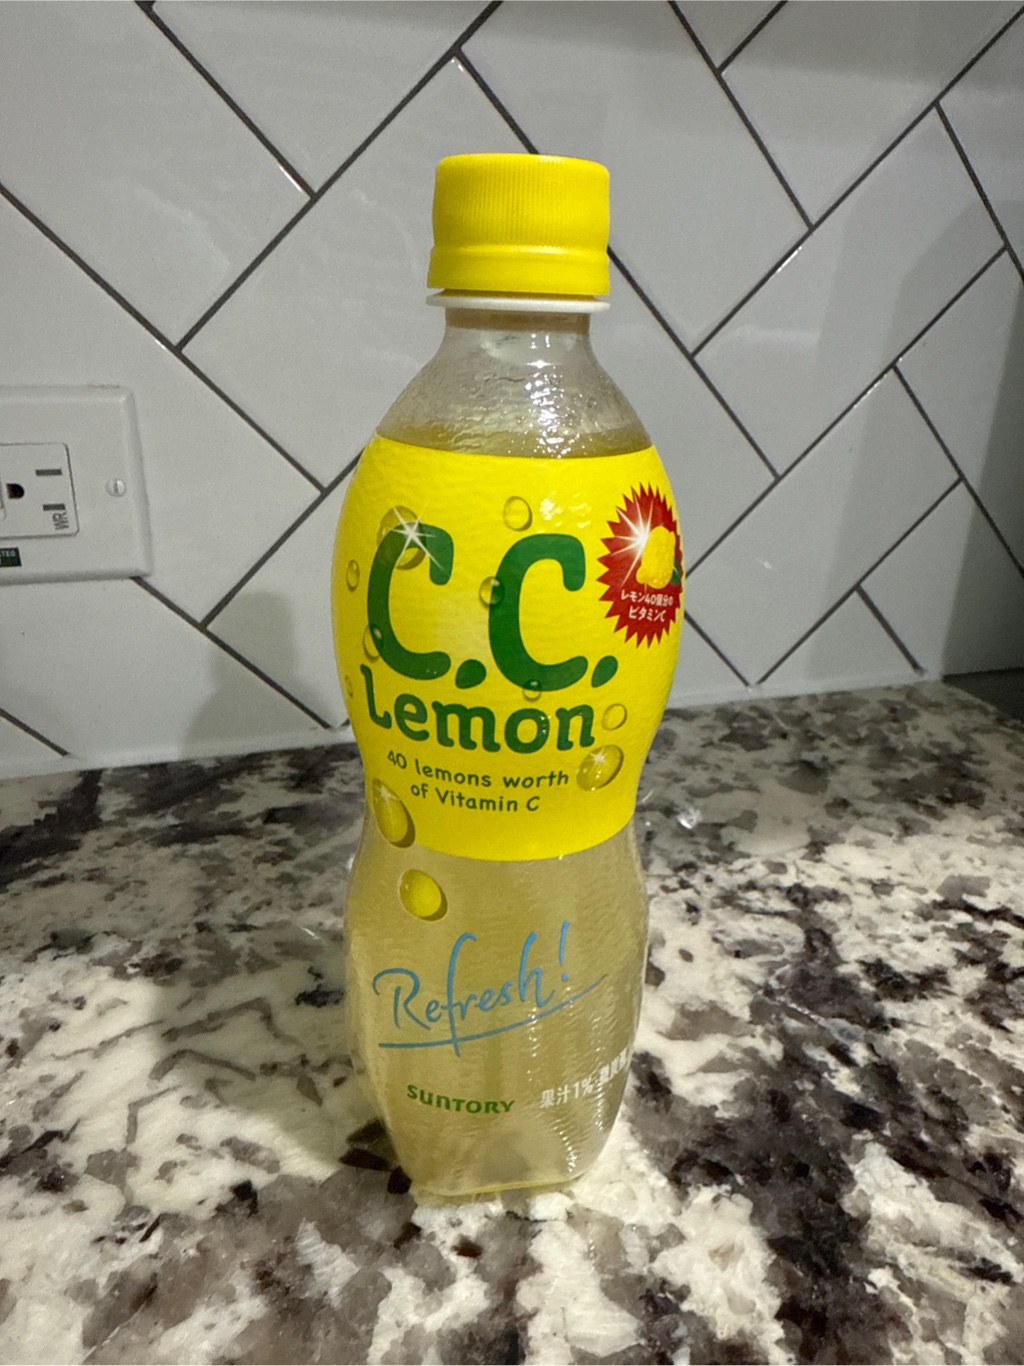 C.C.
Lemon
40 lemons worth
of Vitamin C
レモン40個分の
ビタミンC
Refresh!
SUNTORY
果汁1%
WR